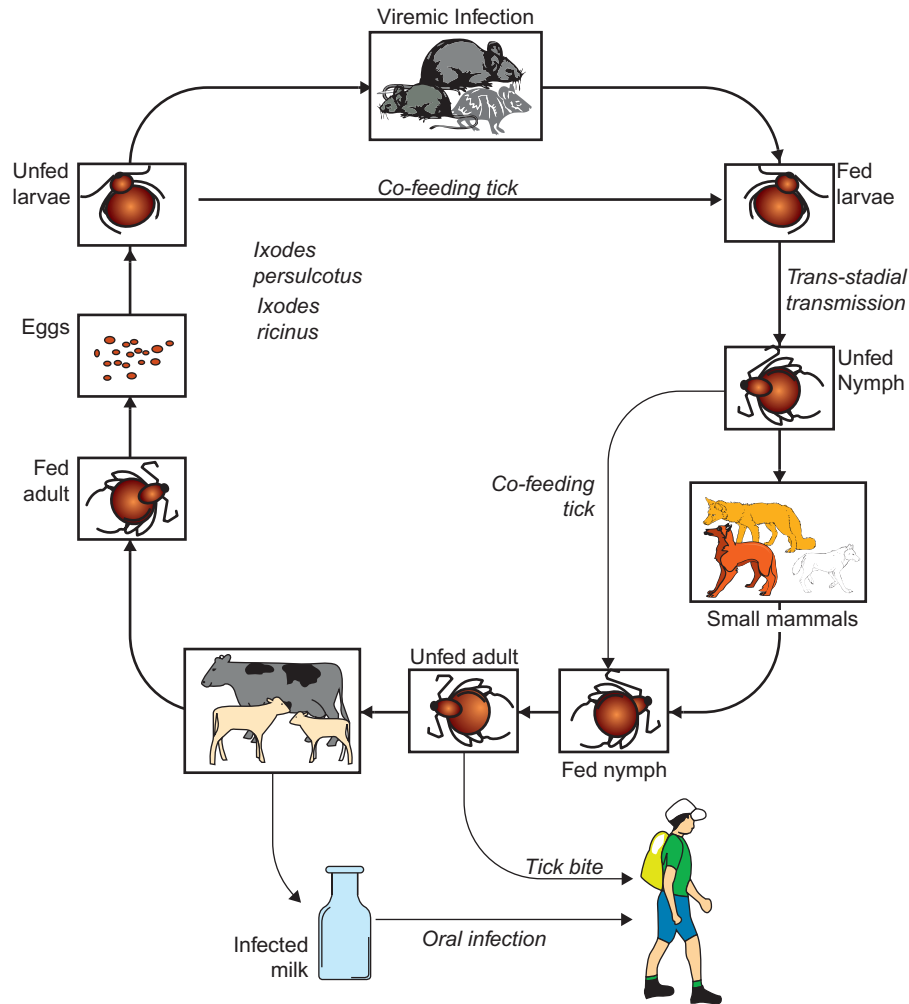 Viremic Infection
Unfed
larvae
Co-feeding tick
Fed
larvae
Ixodes
persulcotus
Ixodes
ricinus
Trans-stadial
transmission
Eggs
Unfed
Nymph
Fed
adult
Co-feeding
tick
Small mammals
Unfed adult
Fed nymph
Tick bite
Infected
milk
Oral infection